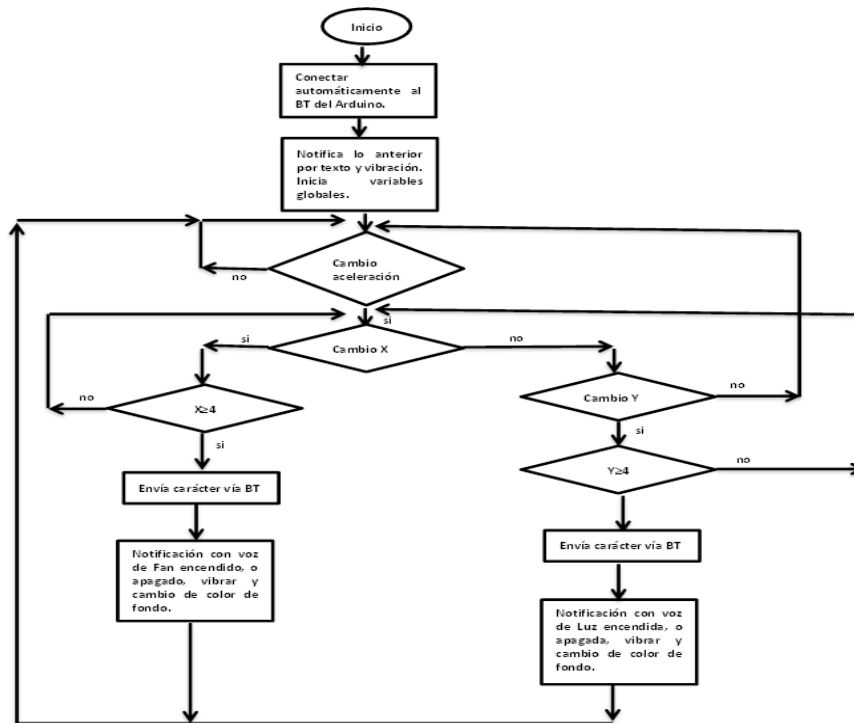 Inicio
Conectar
automáticamente al
BT del Arduino.
Notifica lo anterior
por texto y vibración.
Inicia variables
globales.
Cambio
aceleración
no
si
Cambio X
si
no
X≥4
no
si
Cambio Y
no
si
Y≥4
no
Envía carácter vía BT
Envía carácter vía BT
Notificación con voz
de Fan encendido, o
apagado, vibrar y
cambio de color de
fondo.
Notificación con voz
de Luz encendida, o
apagada, vibrar y
cambio de color de
fondo.